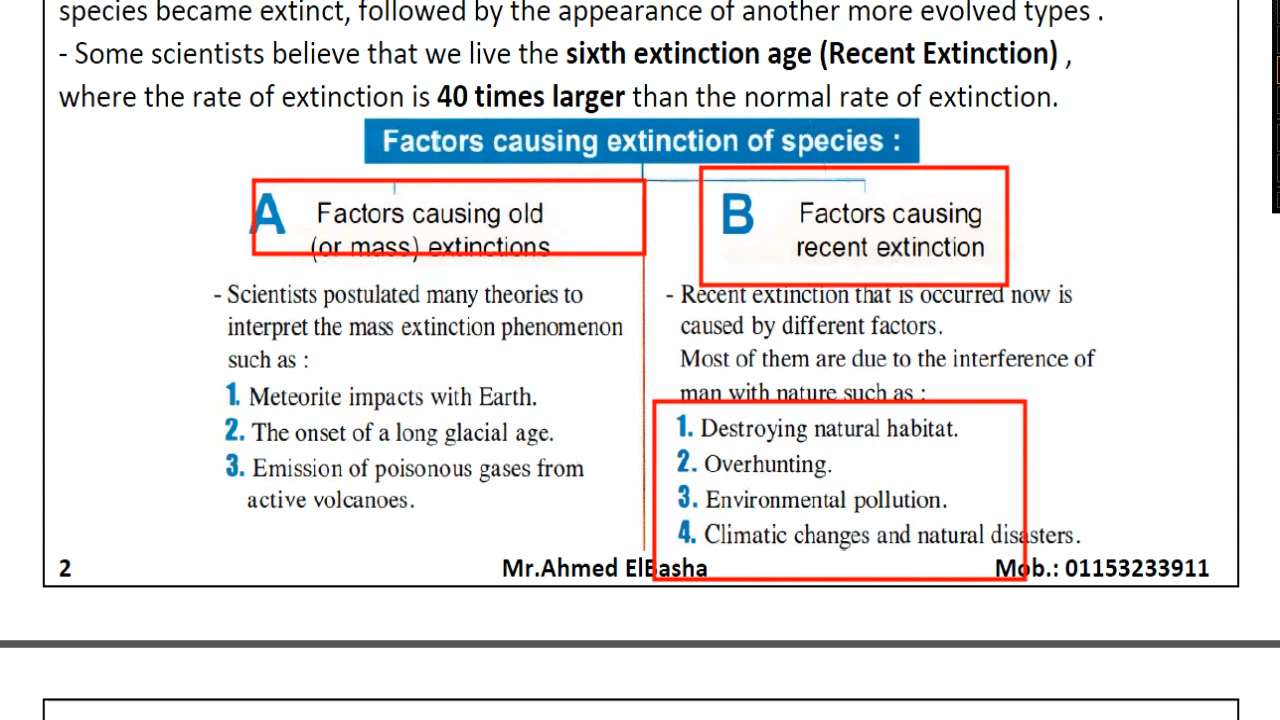 species became extinct, followed by the appearance of another more evolved types .
- Some scientists believe that we live the sixth extinction age (Recent Extinction) ,
where the rate of extinction is 40 times larger than the normal rate of extinction.
Factors causing extinction of species :
A Factors causing old
(or mass) extinctions
- Scientists postulated many theories to
interpret the mass extinction phenomenon
such as :
1. Meteorite impacts with Earth.
2. The onset of a long glacial age.
3. Emission of poisonous gases from
active volcanoes.
B Factors causing
recent extinction
- Recent extinction that is occurred now is
caused by different factors.
Most of them are due to the interference of
man with nature such as :
1. Destroying natural habitat.
2. Overhunting.
3. Environmental pollution.
4. Climatic changes and natural disasters.
2 Mr.Ahmed ElBasha Mob.: 01153233911